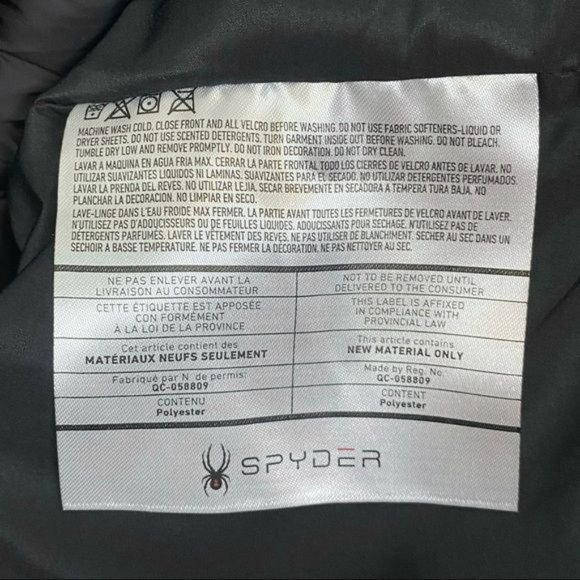 MACHINE WASH COLD. CLOSE FRONT AND ALL VELCRO BEFORE WASHING. DO NOT USE FABRIC SOFTENERS-LIQUID OR
DRYER SHEETS. DO NOT USE SCENTED DETERGENTS. TURN GARMENT INSIDE OUT BEFORE WASHING. DO NOT BLEACH.
TUMBLE DRY LOW AND REMOVE PROMPTLY. DO NOT IRON DECORATION. DO NOT DRY CLEAN.
LAVAR A MAQUINA EN AGUA FRIA MAX. CERRAR LA PARTE FRONTAL TODO LOS CIERRES DE VELCRO ANTES DE LAVAR. NO
UTILIZAR SUAVIZANTES LIQUIDOS NI LAMINAS. SUAVIZANTES PARA EL SECADO. NO UTILIZAR DETERGENTES PERFUMADOS.
LAVAR LA PRENDA DEL REVES. NO UTILIZAR LEJIA. SECAR BREVEMENTE EN SECADORA A TEMPERA TURA BAJA. NO
PLANCHAR LA DECORACION. NO LIMPIAR EN SECO.
LAVE-LINGE DANS L'EAU FROIDE MAX FERMER. LA PARTIE AVANT TOUTES LES FERMETURES DE VELCRO AVANT DE LAVER.
N'UTILISEZ PAS D'ADOUCISSEURS OU DE FEUILLES LIQUIDES. ADOUCISSANTS POUR SECHAGE. N'UTILISEZ PAS DE
DETERGENTS PARFUMES. LAVER LE VÊTEMENT DES REVES. NE PAS UTILISER DE BLANCHIMENT. SECHER AU SEC DANS UN
SECHOIR A BASSE TEMPERATURE. NE PAS FERMER LA DECORATION. NE PAS NETTOYER AU SEC.
NE PAS ENLEVER AVANT LA
LIVRAISON AU CONSOMMATEUR
NOT TO BE REMOVED UNTIL
DELIVERED TO THE CONSUMER
CETTE ÉTIQUETTE EST APPOSÉE
CON FORMÉMENT
À LA LOI DE LA PROVINCE
THIS LABEL IS AFFIXED
IN COMPLIANCE WITH
PROVINCIAL LAW
Cet article contient des
MATÉRIAUX NEUFS SEULEMENT
This article contains
NEW MATERIAL ONLY
Fabriqué par N. de permis:
QC-058809
Made by Reg. No.
QC-058809
CONTENU
Polyester
CONTENT
Polyester
SPYDER